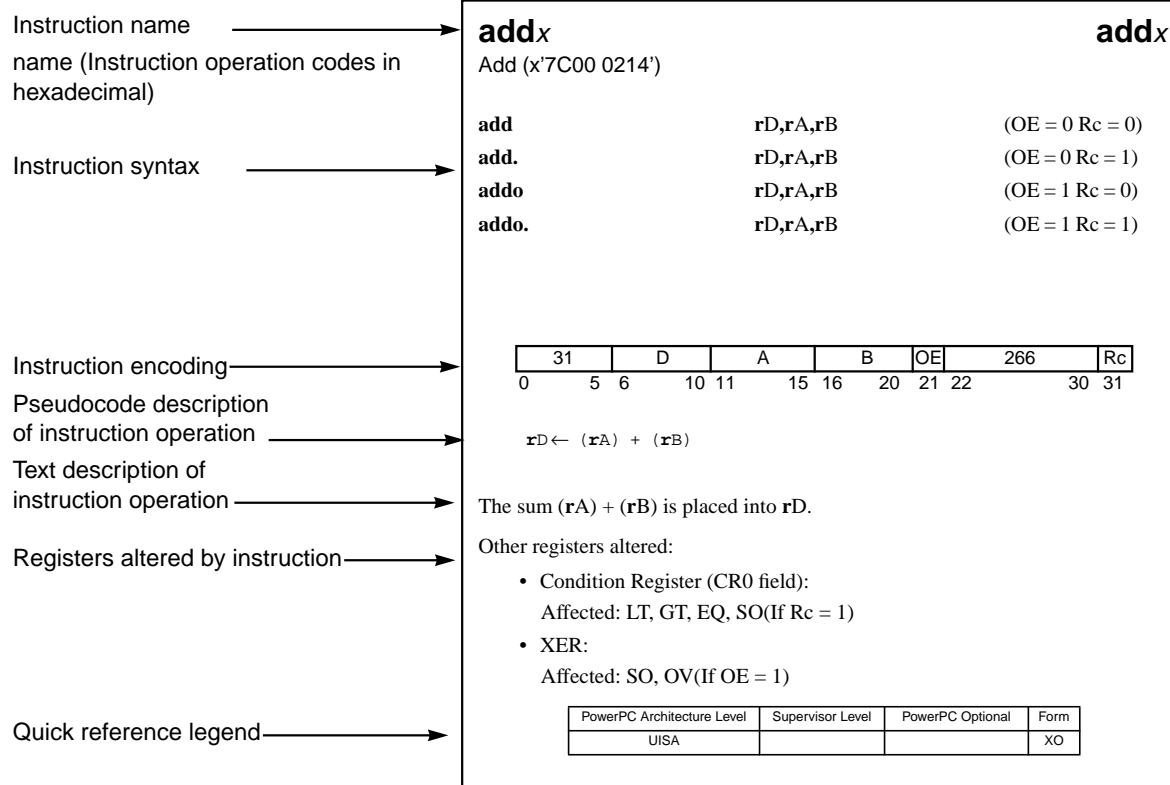 Instruction name
addx addx
name (Instruction operation codes in
hexadecimal)
Add (x'7C00 0214')
add rD,rA,rB (OE = 0 Rc = 0)
Instruction syntax
add. rD,rA,rB (OE = 0 Rc = 1)
addo rD,rA,rB (OE = 1 Rc = 0)
addo. rD,rA,rB (OE = 1 Rc = 1)
Instruction encoding
31 D A B OE 266 Rc
0 5 6 10 11 15 16 20 21 22 30 31
Pseudocode description
of instruction operation
rD← (rA) + (rB)
Text description of
instruction operation
The sum (rA) + (rB) is placed into rD.
Registers altered by instruction
Other registers altered:
• Condition Register (CR0 field):
Affected: LT, GT, EQ, SO(If Rc = 1)
• XER:
Affected: SO, OV(If OE = 1)
Quick reference legend
PowerPC Architecture Level Supervisor Level PowerPC Optional Form
UISA XO